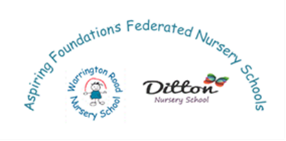 Aspiring Foundations Federated Nursery Schools
Warrington Road
Nursery School
Ditton
Nursery School